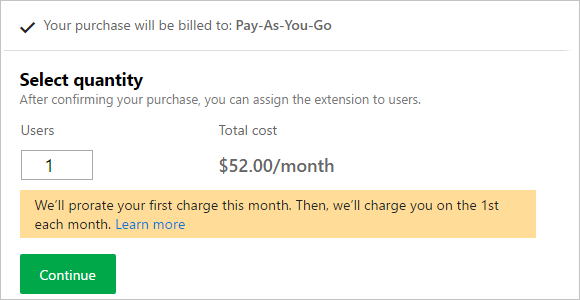 Your purchase will be billed to: Pay-As-You-Go
Select quantity
After confirming your purchase, you can assign the extension to users.
Users Total cost
1 $52.00/month
We'll prorate your first charge this month. Then, we'll charge you on the 1st
each month. Learn more
Continue